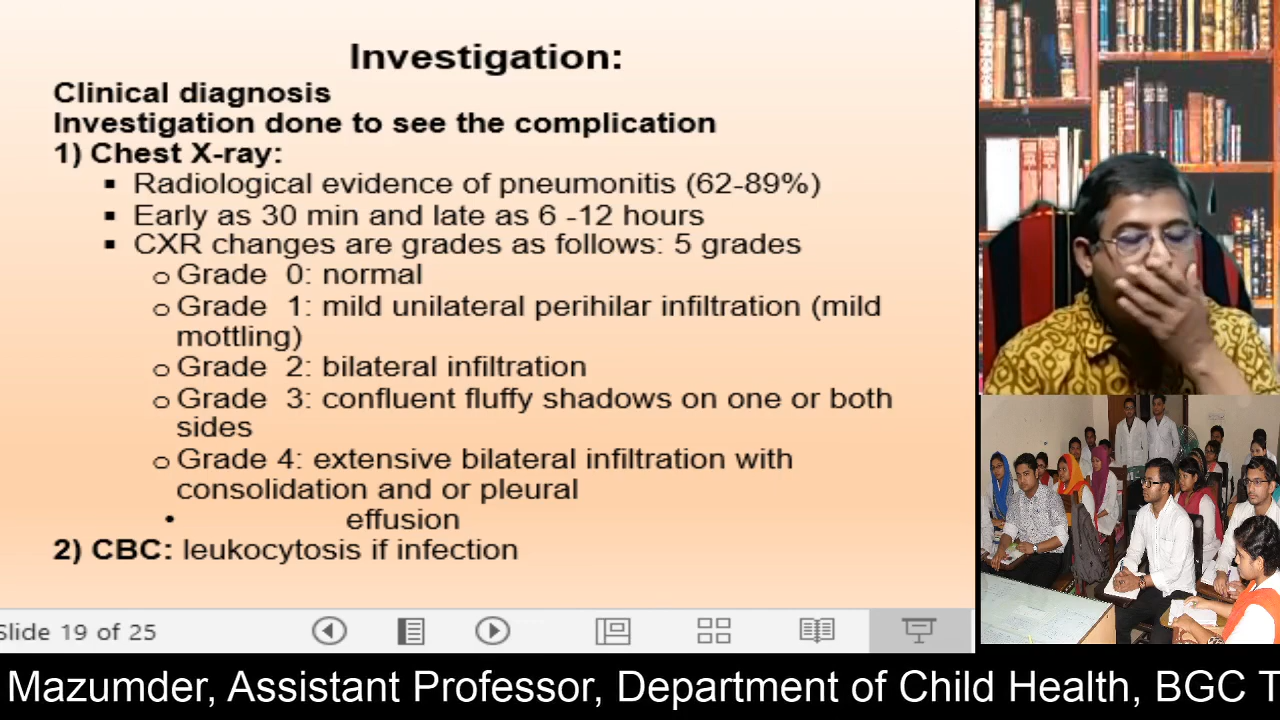 Investigation:
Clinical diagnosis
Investigation done to see the complication
1) Chest X-ray:
▪ Radiological evidence of pneumonitis (62-89%)
▪ Early as 30 min and late as 6 -12 hours
▪ CXR changes are grades as follows: 5 grades
o Grade 0: normal
o Grade 1: mild unilateral perihilar infiltration (mild
mottling)
o Grade 2: bilateral infiltration
o Grade 3: confluent fluffy shadows on one or both
sides
o Grade 4: extensive bilateral infiltration with
consolidation and or pleural
• effusion
2) CBC: leukocytosis if infection
Slide 19 of 25
Mazumder, Assistant Professor, Department of Child Health, BGC T